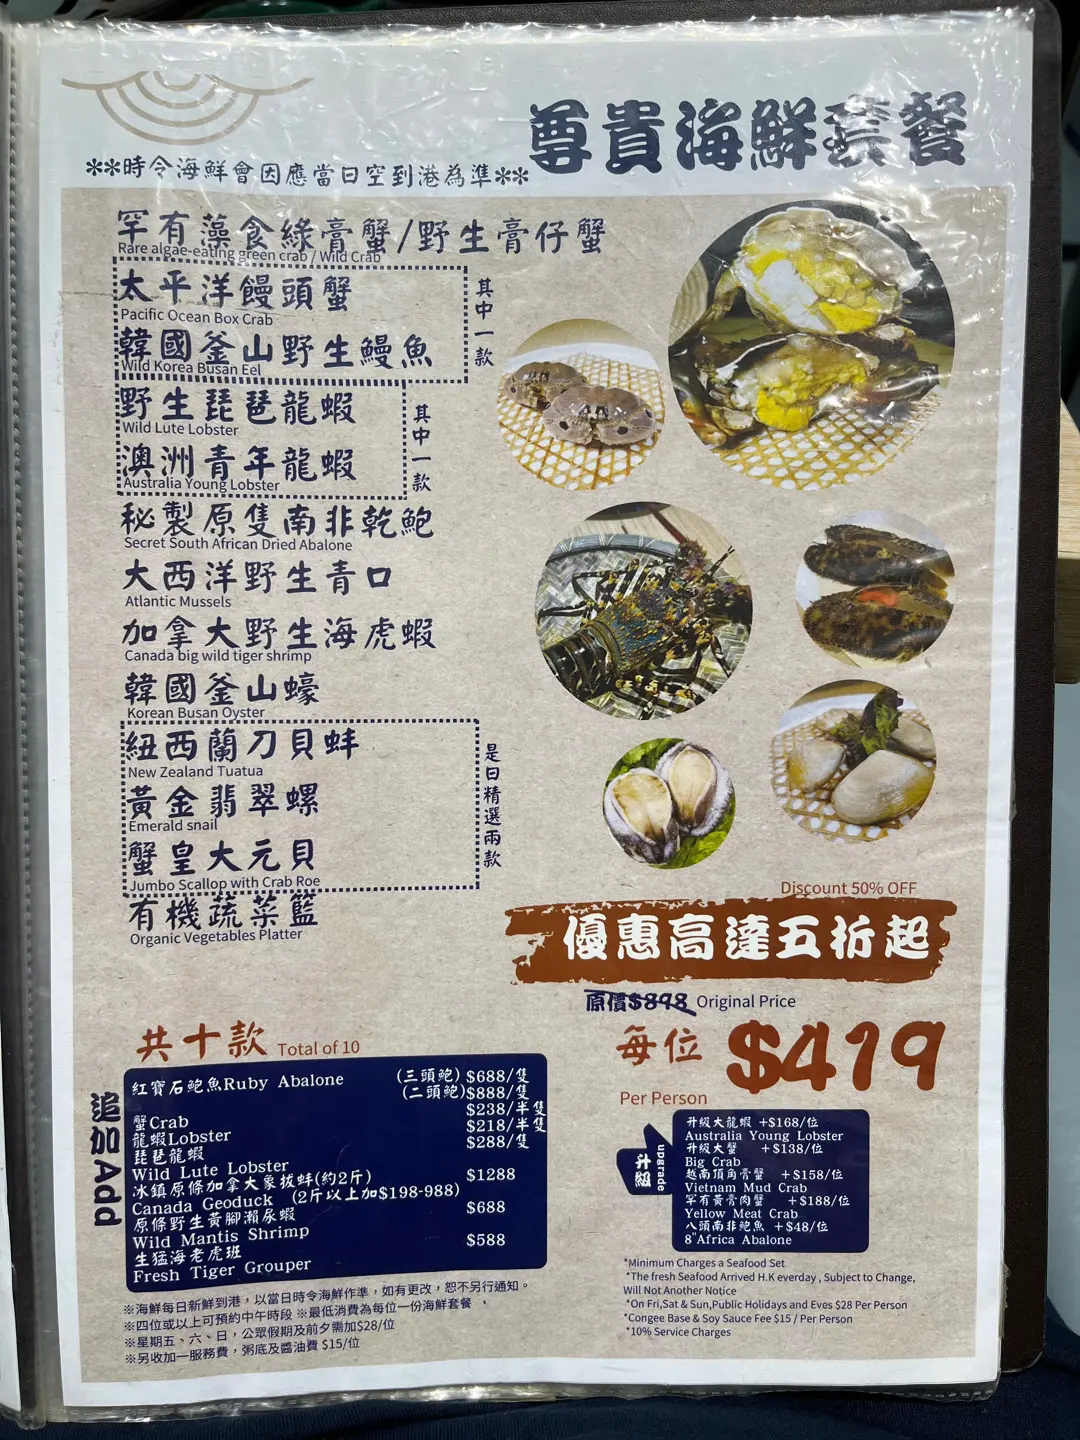 尊貴海鮮套餐
**時令海鮮會因應當日空到港為準**
罕有藻食綠膏蟹/野生膏仔蟹
Rare algae-eating green crab / Wild Crab
太平洋饅頭蟹
Pacific Ocean Box Crab
韓國釜山野生鰻魚
Wild Korea Busan Eel
其中一款
野生琵琶龍蝦
Wild Lute Lobster
澳洲青年龍蝦
Australia Young Lobster
其中一款
秘製原隻南非乾鮑
Secret South African Dried Abalone
大西洋野生青口
Atlantic Mussels
加拿大野生海虎蝦
Canada big wild tiger shrimp
韓國釜山蠔
Korean Busan Oyster
紐西蘭刀貝蚌
New Zealand Tuatua
黃金翡翠螺
Emerald snail
蟹皇大元貝
Jumbo Scallop with Crab Roe
是日精選兩款
有機蔬菜籃
Organic Vegetables Platter
Discount 50% OFF
優惠高達五折起
原價$898 Original Price
每位 $419
Per Person
共十款 Total of 10
追加Add
紅寶石鮑魚Ruby Abalone (三頭鮑) $688/隻
(二頭鮑)$888/隻
蟹Crab $238/半隻
龍蝦Lobster $218/半隻
琵琶龍蝦 $288/隻
Wild Lute Lobster
冰鎮原條加拿大象拔蚌(約2斤) $1288
Canada Geoduck (2斤以上加$198-988)
原條野生黃腳瀨尿蝦 $688
Wild Mantis Shrimp
生猛海老虎班 $588
Fresh Tiger Grouper
升級 upgrade
升級大龍蝦 +$168/位
Australia Young Lobster
升級大蟹 +$138/位
Big Crab
越南頂角膏蟹 +$158/位
Vietnam Mud Crab
罕有黃膏肉蟹 +$188/位
Yellow Meat Crab
八頭南非鮑魚 +$48/位
8"Africa Abalone
※海鮮每日新鮮到港，以當日時令海鮮作準，如有更改，恕不另行通知。
※四位或以上可預約中午時段 ※最低消費為每位一份海鮮套餐 ，
※星期五、六、日，公眾假期及前夕需加$28/位
※另收加一服務費，粥底及醬油費 $15/位
*Minimum Charges a Seafood Set
*The fresh Seafood Arrived H.K everday , Subject to Change,
Will Not Another Notice
*On Fri,Sat & Sun,Public Holidays and Eves $28 Per Person
*Congee Base & Soy Sauce Fee $15 / Per Person
*10% Service Charges